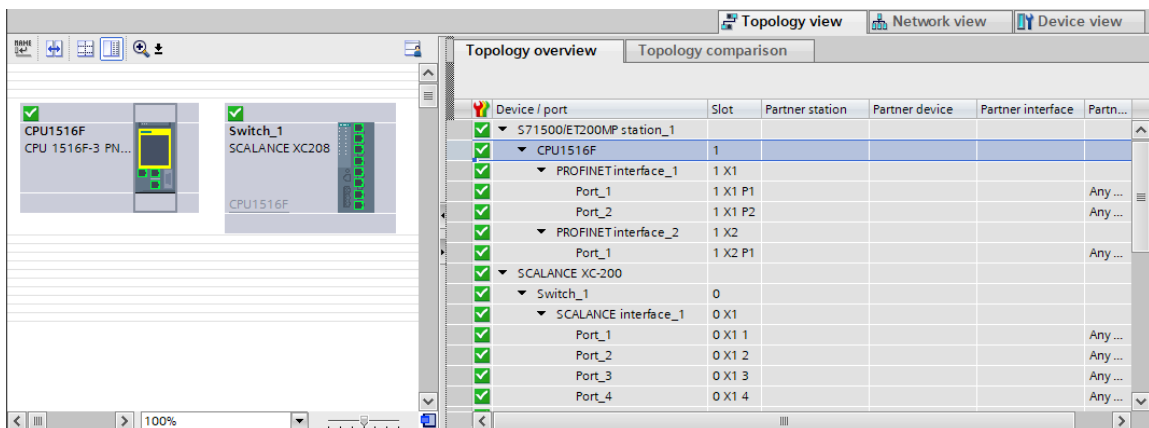 Topology view Network view Device view
Topology overview Topology comparison
Device / port Slot Partner station Partner device Partner interface Partn...
S71500/ET200MP station_1
CPU1516F 1
PROFINET interface_1 1 X1
Port_1 1 X1 P1 Any ...
Port_2 1 X1 P2 Any ...
PROFINET interface_2 1 X2
Port_1 1 X2 P1 Any ...
SCALANCE XC-200
Switch_1 0
SCALANCE interface_1 0 X1
Port_1 0 X1 1 Any ...
Port_2 0 X1 2 Any ...
Port_3 0 X1 3 Any ...
Port_4 0 X1 4 Any ...
NAME
±
CPU1516F
CPU 1516F-3 PN...
Switch_1
SCALANCE XC208
CPU1516F
100%